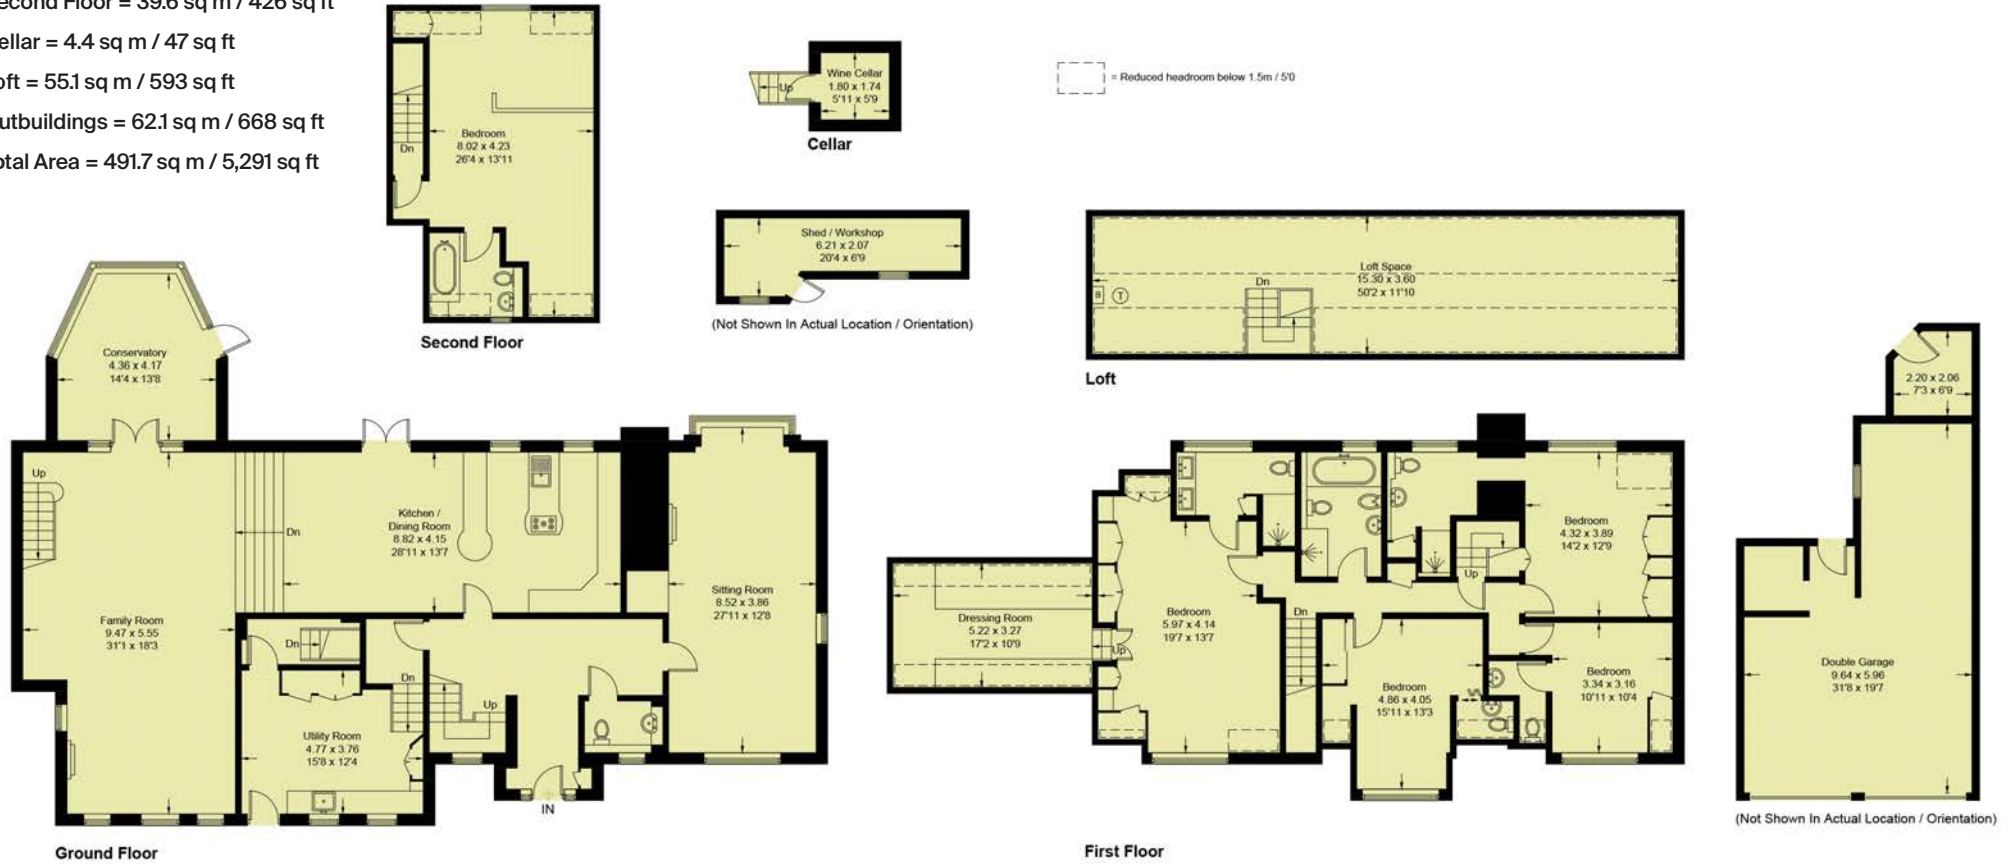 econd Floor = 39.6 sq m / 426 sq ft
ellar = 4.4 sq m / 47 sq ft
oft = 55.1 sq m / 593 sq ft
utbuildings = 62.1 sq m / 668 sq ft
otal Area = 491.7 sq m / 5,291 sq ft
Bedroom
8.02 x 4.23
26'4 x 13'11
Dn
Second Floor
Up
Wine Cellar
1.80 x 1.74
5'11 x 5'9
Cellar
= Reduced headroom below 1.5m / 5'0
Shed / Workshop
6.21 x 2.07
20'4 x 6'9
(Not Shown In Actual Location / Orientation)
Loft Space
15.30 x 3.60
50'2 x 11'10
Dn
B
T
Loft
Conservatory
4.36 x 4.17
14'4 x 13'8
Up
Dn
Kitchen /
Dining Room
8.82 x 4.15
28'11 x 13'7
Family Room
9.47 x 5.55
31'1 x 18'3
Sitting Room
8.52 x 3.86
27'11 x 12'8
Dn
Dn
Up
Utility Room
4.77 x 3.76
15'8 x 12'4
IN
Ground Floor
Dressing Room
5.22 x 3.27
17'2 x 10'9
Up
Bedroom
5.97 x 4.14
19'7 x 13'7
Dn
Up
Bedroom
4.32 x 3.89
14'2 x 12'9
Bedroom
4.86 x 4.05
15'11 x 13'3
Bedroom
3.34 x 3.16
10'11 x 10'4
First Floor
2.20 x 2.06
7'3 x 6'9
Double Garage
9.64 x 5.96
31'8 x 19'7
(Not Shown In Actual Location / Orientation)